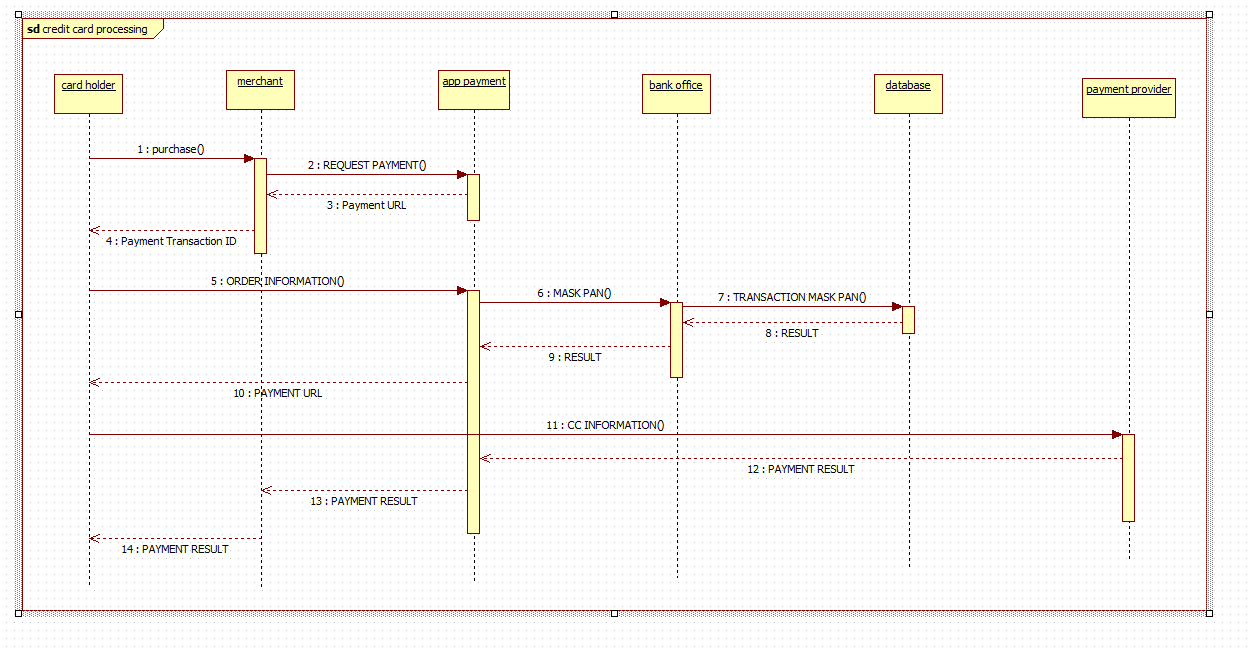 sd credit card processing
card holder
merchant
app payment
bank office
database
payment provider
1 : purchase()
2 : REQUEST PAYMENT()
3 : Payment URL
4 : Payment Transaction ID
5 : ORDER INFORMATION()
6 : MASK PAN()
7 : TRANSACTION MASK PAN()
8 : RESULT
9 : RESULT
10 : PAYMENT URL
11 : CC INFORMATION()
12 : PAYMENT RESULT
13 : PAYMENT RESULT
14 : PAYMENT RESULT